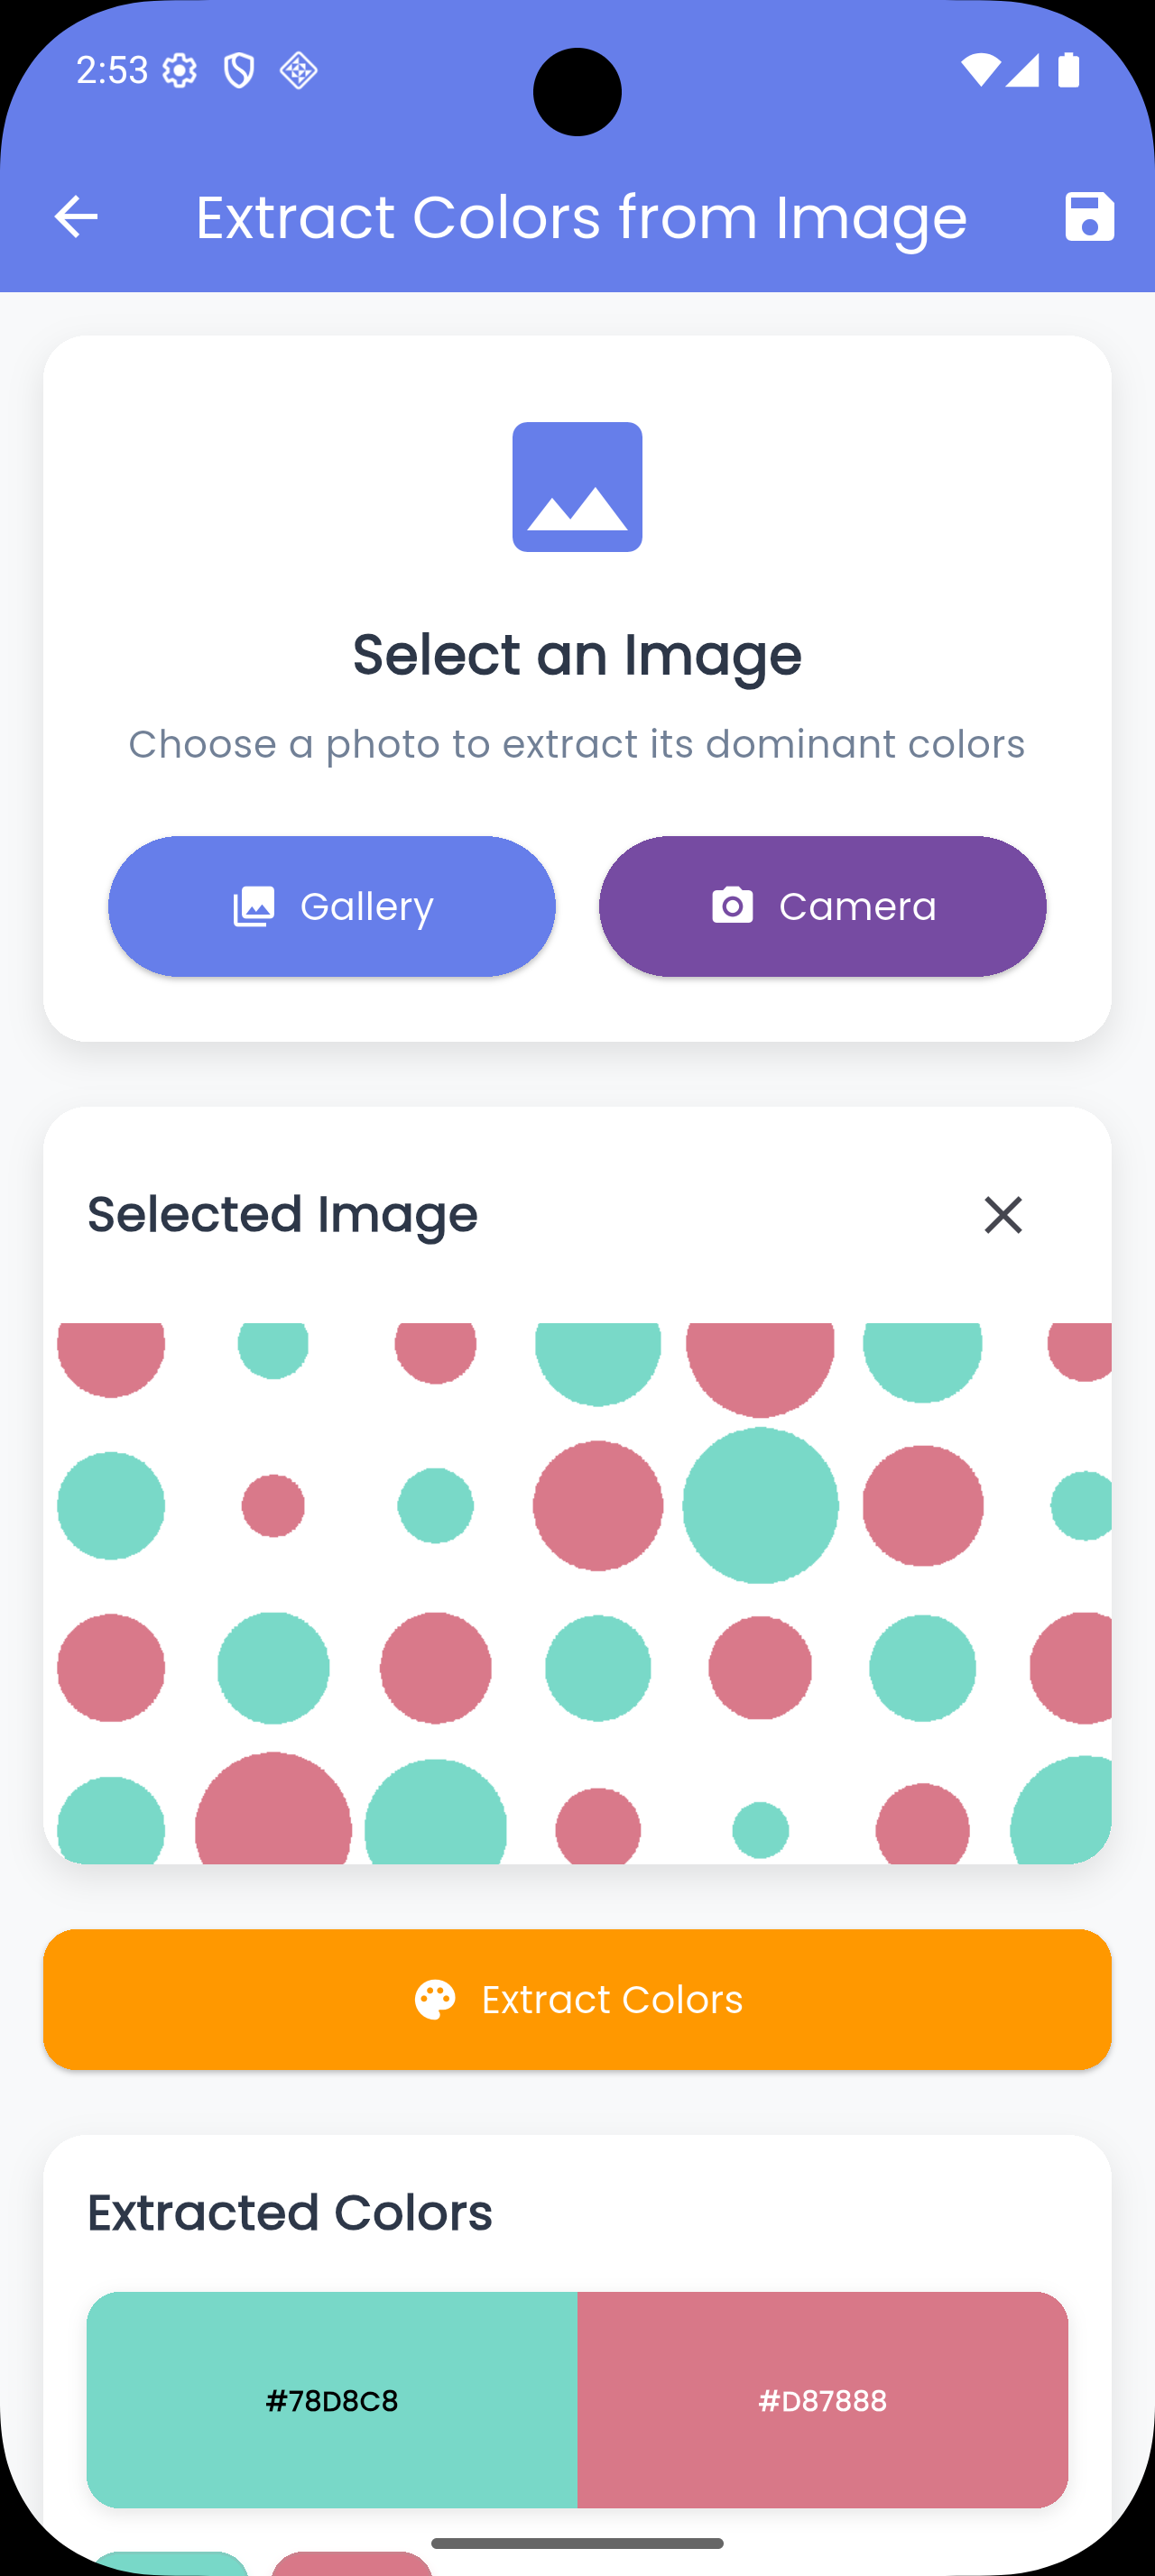 2:53
Extract Colors from Image
Select an Image
Choose a photo to extract its dominant colors
Gallery
Camera
Selected Image
Extract Colors
Extracted Colors
#78D8C8
#D87888